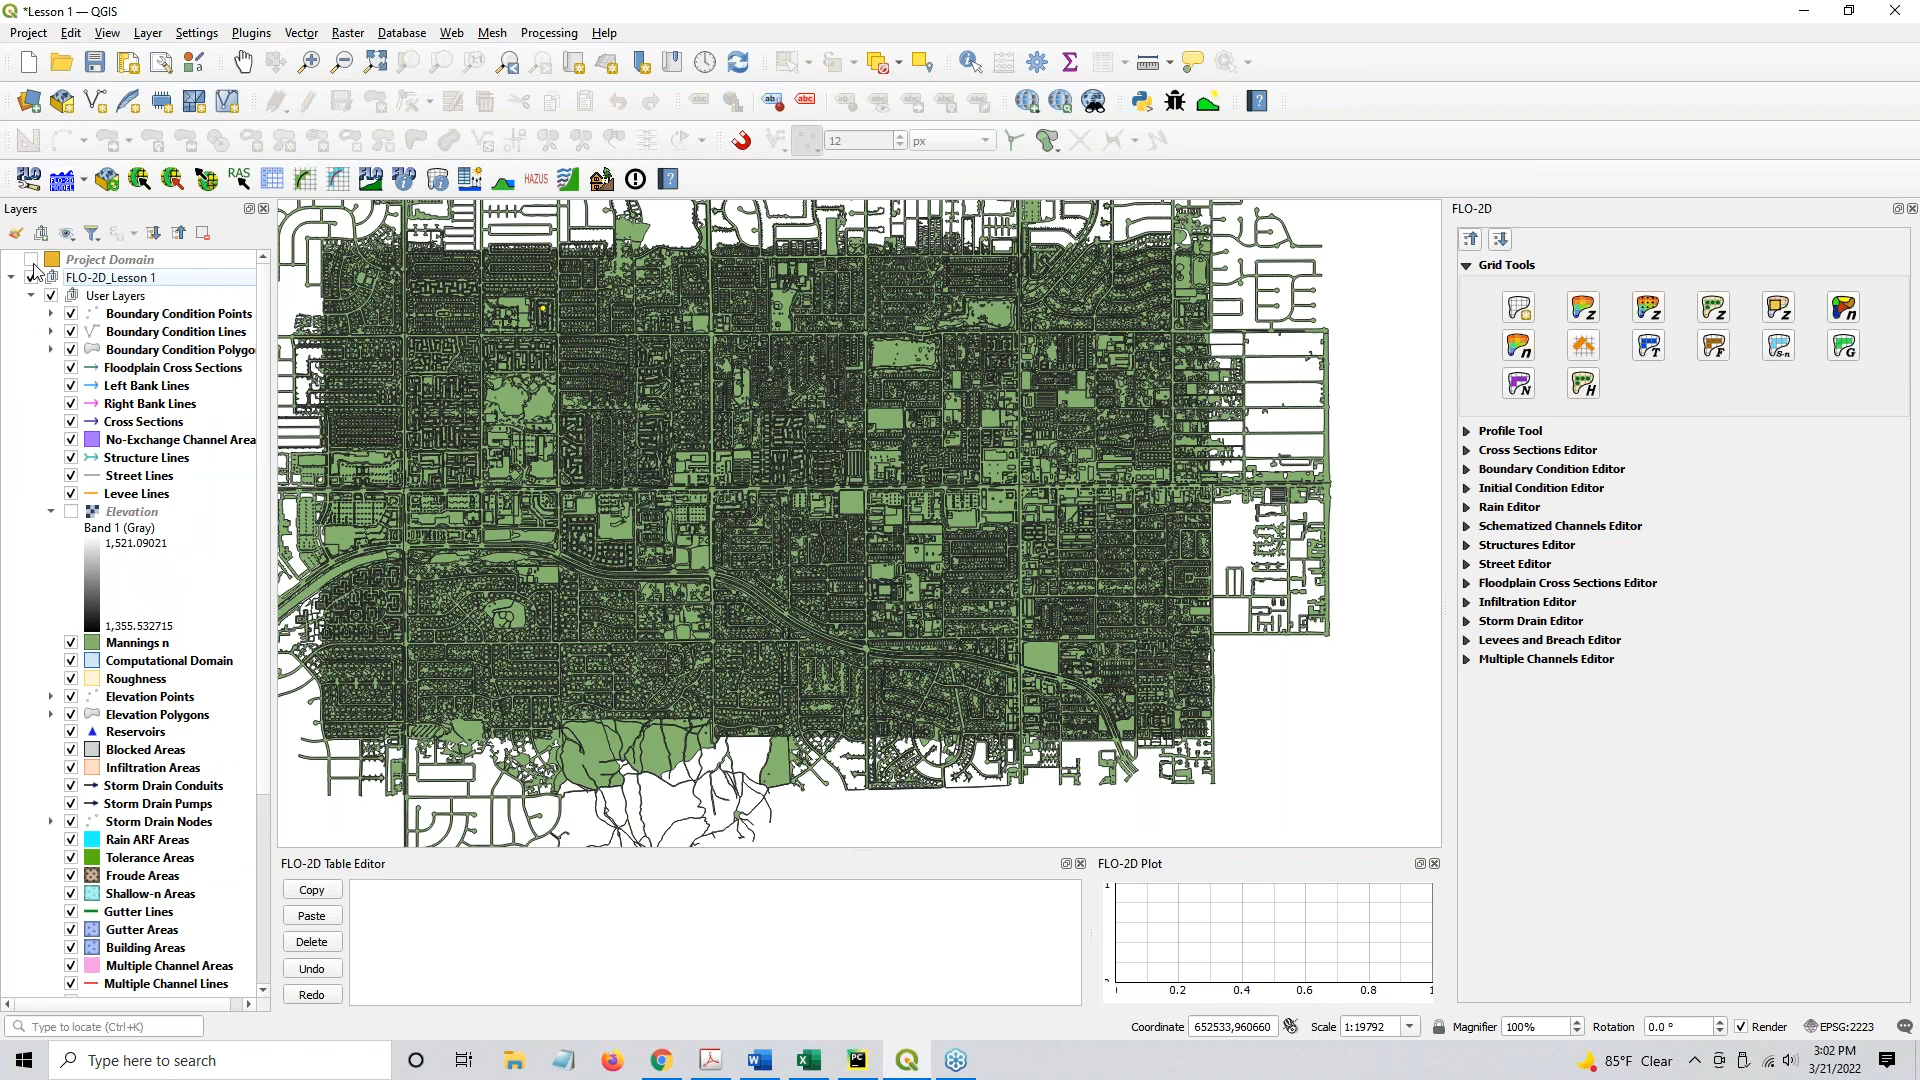 *Lesson 1 — QGIS
Project Edit View Layer Settings Plugins Vector Raster Database Web Mesh Processing Help
12 px
RAS HAZUS
Layers
Project Domain
FLO-2D_Lesson 1
User Layers
Boundary Condition Points
Boundary Condition Lines
Boundary Condition Polygo
Floodplain Cross Sections
Left Bank Lines
Right Bank Lines
Cross Sections
No-Exchange Channel Area
Structure Lines
Street Lines
Levee Lines
Elevation
Band 1 (Gray)
1,521.09021
1,355.532715
Mannings n
Computational Domain
Roughness
Elevation Points
Elevation Polygons
Reservoirs
Blocked Areas
Infiltration Areas
Storm Drain Conduits
Storm Drain Pumps
Storm Drain Nodes
Rain ARF Areas
Tolerance Areas
Froude Areas
Shallow-n Areas
Gutter Lines
Gutter Areas
Building Areas
Multiple Channel Areas
Multiple Channel Lines
FLO-2D Table Editor
Copy
Paste
Delete
Undo
Redo
FLO-2D Plot
1
0.2 0.4 0.6 0.8 1
FLO-2D
Grid Tools
Profile Tool
Cross Sections Editor
Boundary Condition Editor
Initial Condition Editor
Rain Editor
Schematized Channels Editor
Structures Editor
Street Editor
Floodplain Cross Sections Editor
Infiltration Editor
Storm Drain Editor
Levees and Breach Editor
Multiple Channels Editor
Type to locate (Ctrl+K)
Coordinate 652533,960660 Scale 1:19792 Magnifier 100% Rotation 0.0 ° Render EPSG:2223
Type here to search
85°F Clear
3:02 PM
3/21/2022